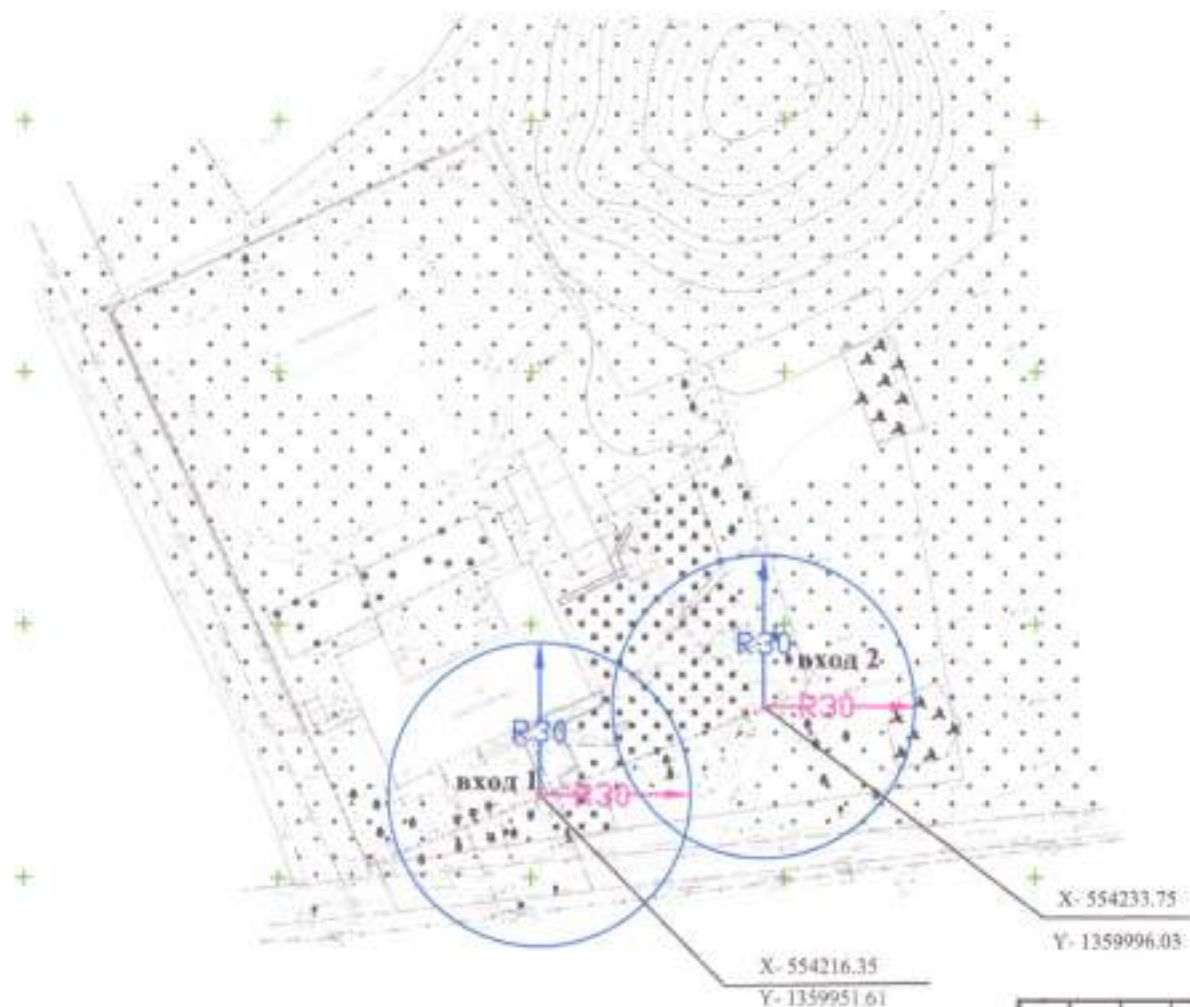 R30
вход 2
R30
R30
вход 1
R30
X- 554233.75
Y- 1359996.03
X- 554216.35
Y- 1359951.61